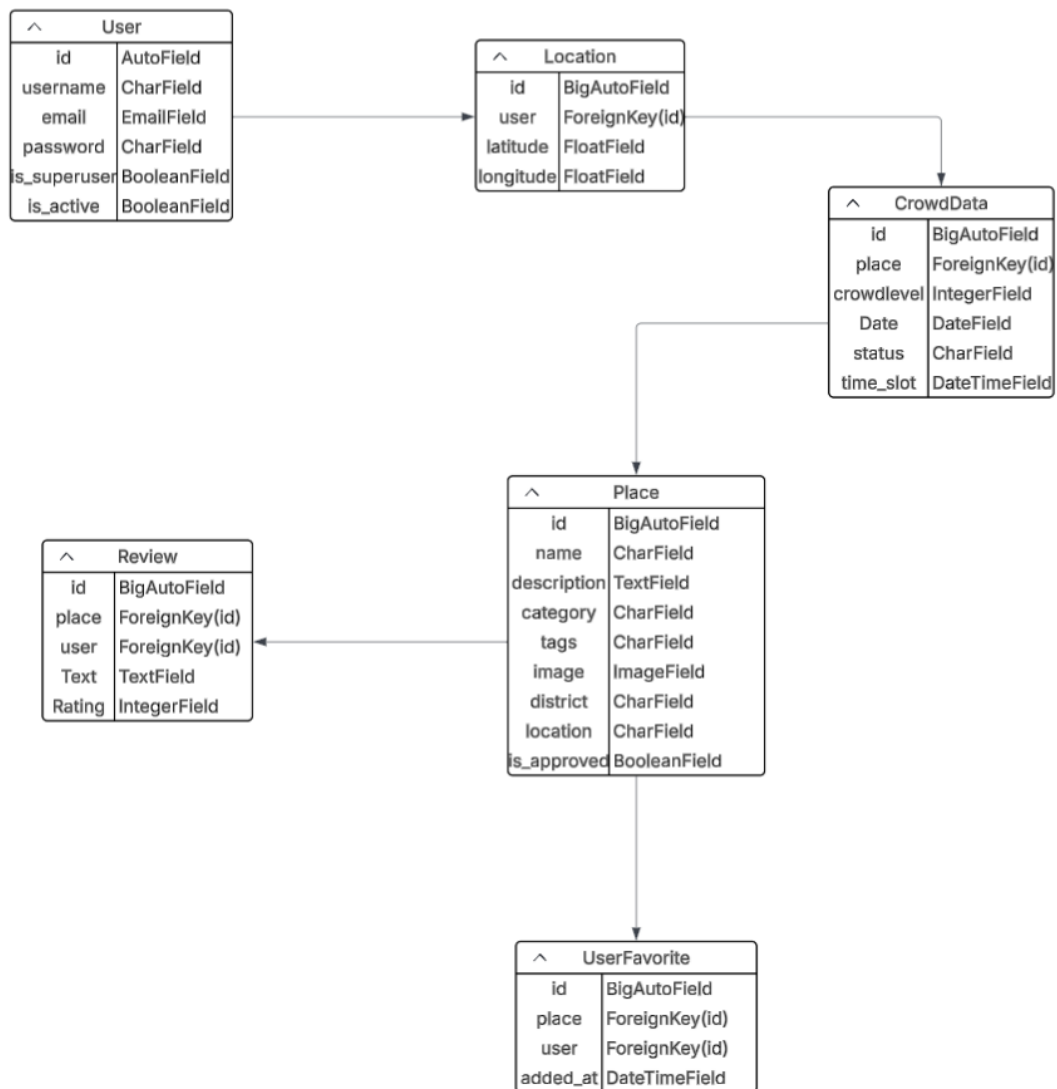 User
id AutoField
username CharField
email EmailField
password CharField
is_superuser BooleanField
is_active BooleanField
Location
id BigAutoField
user ForeignKey(id)
latitude FloatField
longitude FloatField
CrowdData
id BigAutoField
place ForeignKey(id)
crowdlevel IntegerField
Date DateField
status CharField
time_slot DateTimeField
Place
id BigAutoField
name CharField
description TextField
category CharField
tags CharField
image ImageField
district CharField
location CharField
is_approved BooleanField
Review
id BigAutoField
place ForeignKey(id)
user ForeignKey(id)
Text TextField
Rating IntegerField
UserFavorite
id BigAutoField
place ForeignKey(id)
user ForeignKey(id)
added_at DateTimeField